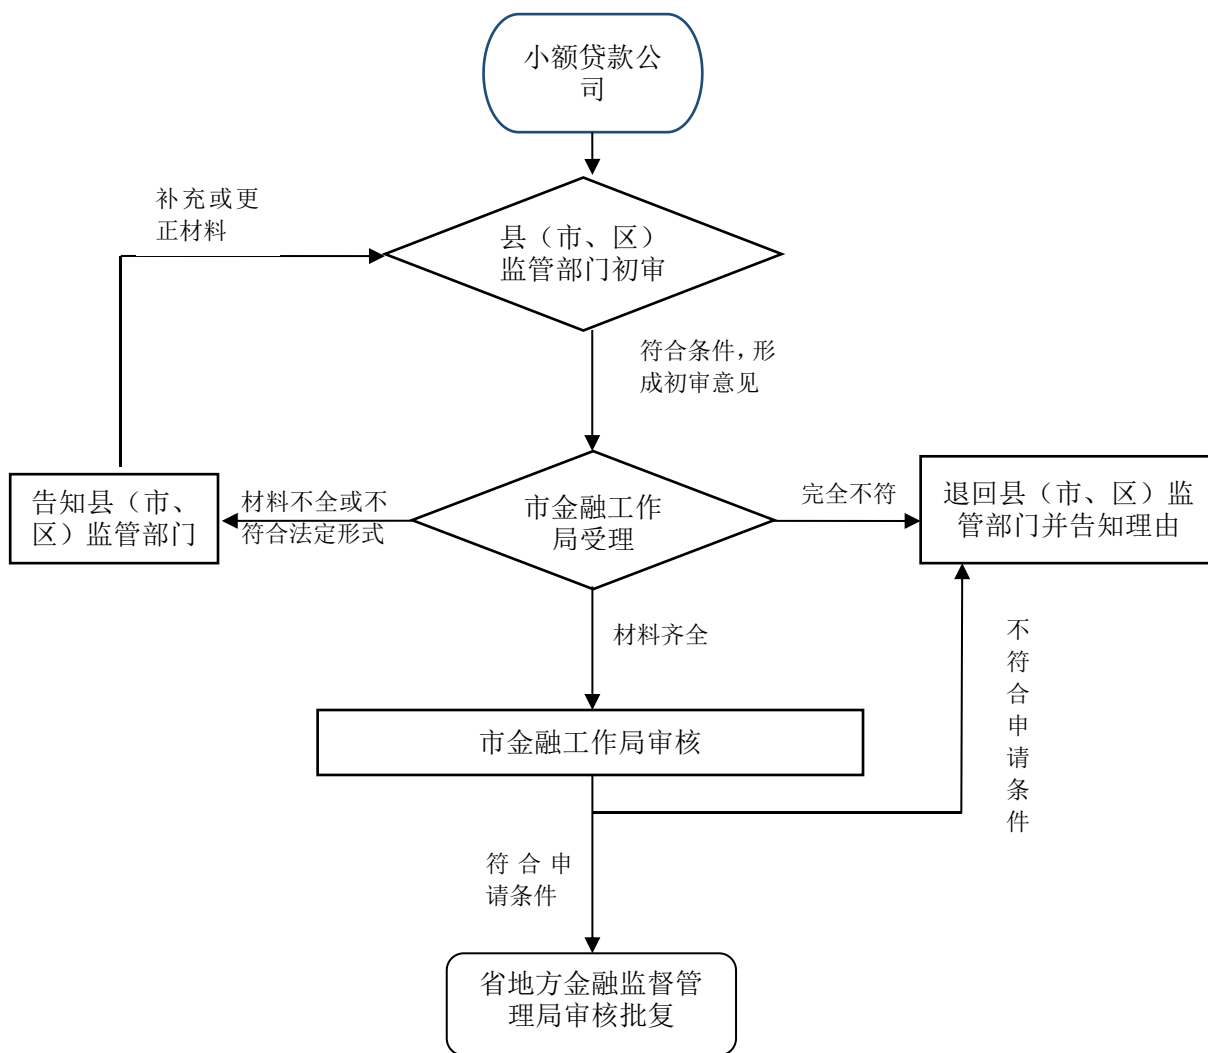 小额贷款公
司
补充或更
正材料
县（市、区）
监管部门初审
符合条件，形
成初审意见
告知县（市、
区）监管部门
材料不全或不
符合法定形式
市金融工作
局受理
完全不符
退回县（市、区）监
管部门并告知理由
材料齐全
不
符
合
申
请
条
件
市金融工作局审核
符合申
请条件
省地方金融监督管
理局审核批复